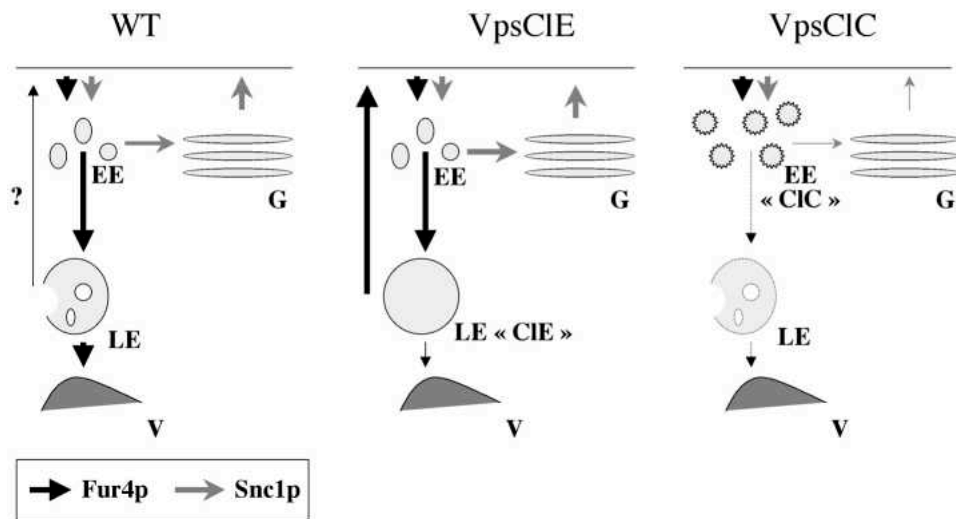 WT
VpsClE
VpsClC
EE
G
?
LE
V
EE
G
LE « ClE »
V
EE
« ClC »
G
LE
V
Fur4p
Snc1p